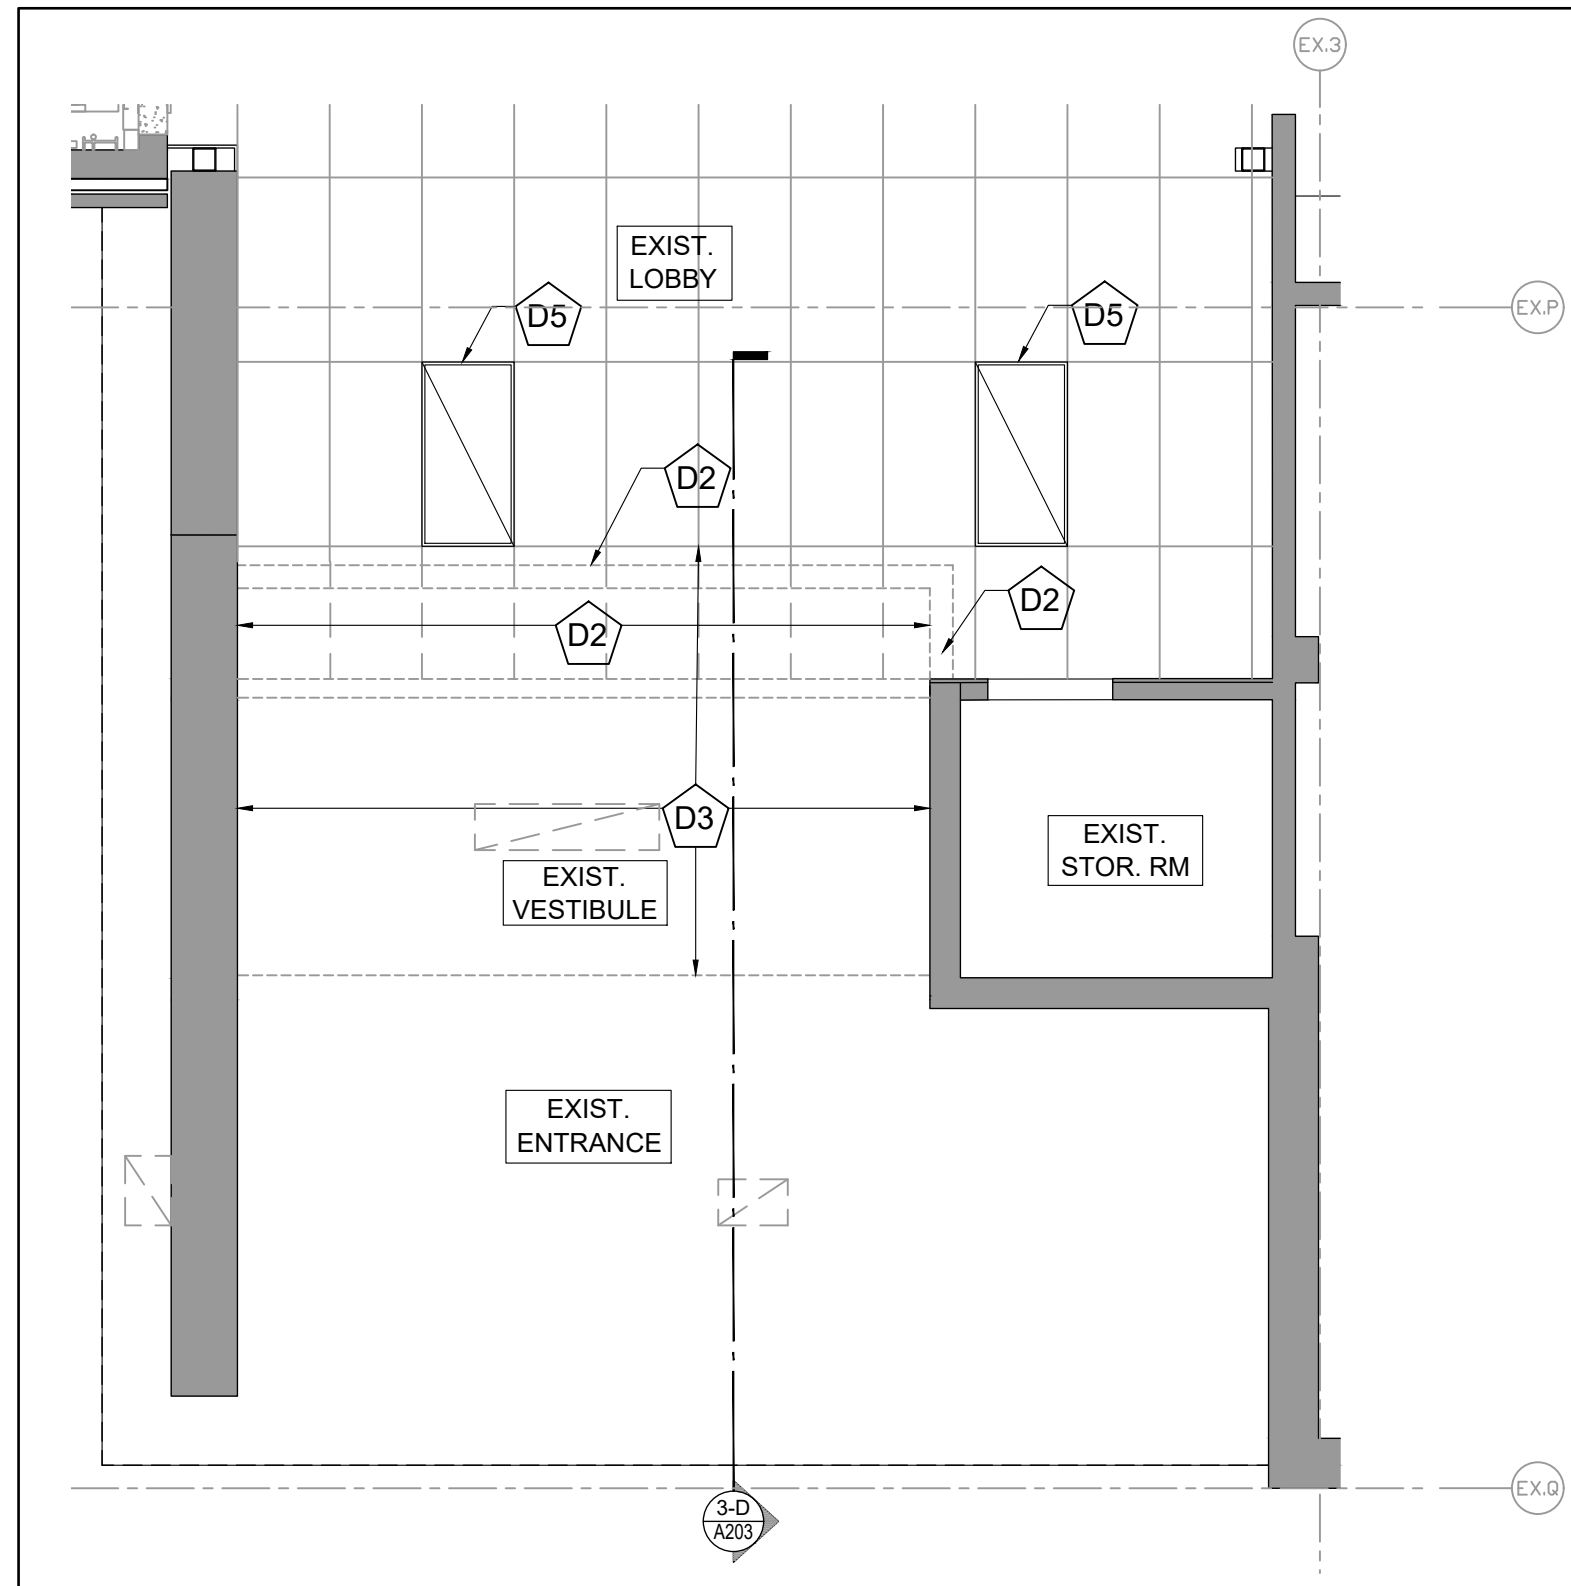 EX.3
EXIST.
LOBBY
D5
D5
EX.P
D2
D2
D2
D3
EXIST.
STOR. RM
EXIST.
VESTIBULE
EXIST.
ENTRANCE
EX.Q
3-D
A203